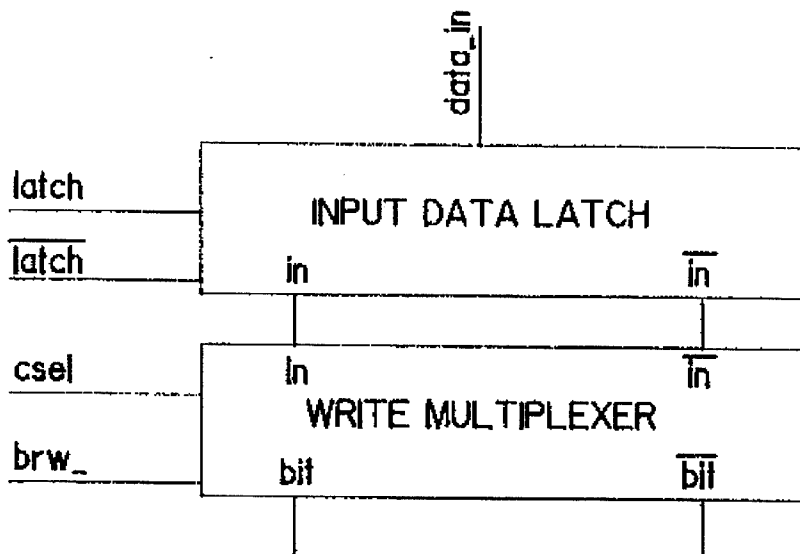 data_in
latch
INPUT DATA LATCH
latch
in in
csel
in in
WRITE MULTIPLEXER
brw_
bit bit